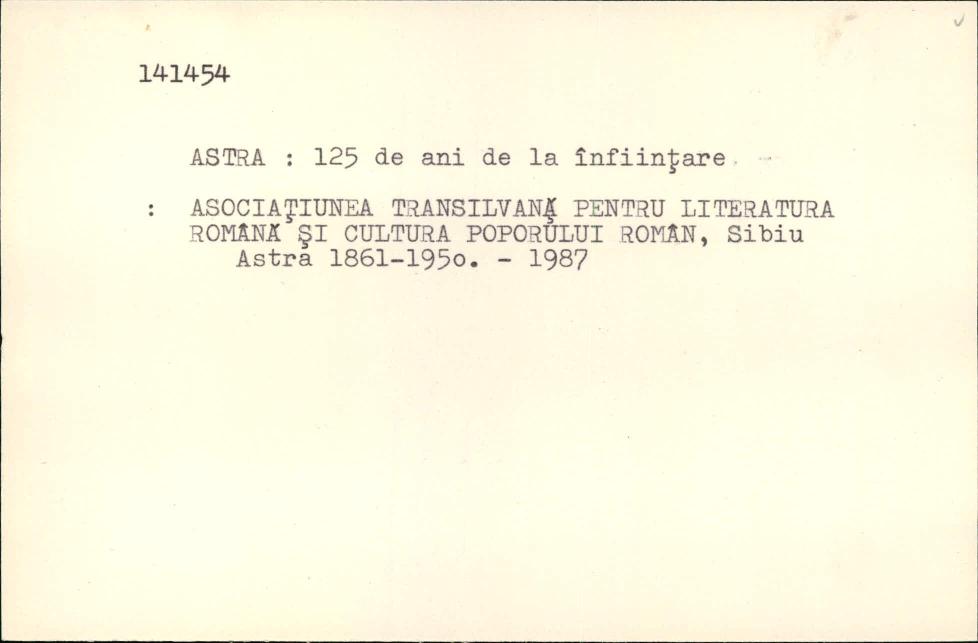 141454
ASTRA : 125 de ani de la înfiinţare
: ASOCIAŢIUNEA TRANSILVANĂ PENTRU LITERATURA
ROMÂNĂ ŞI CULTURA POPORULUI ROMÂN, Sibiu
Astra 1861-195o. - 1987